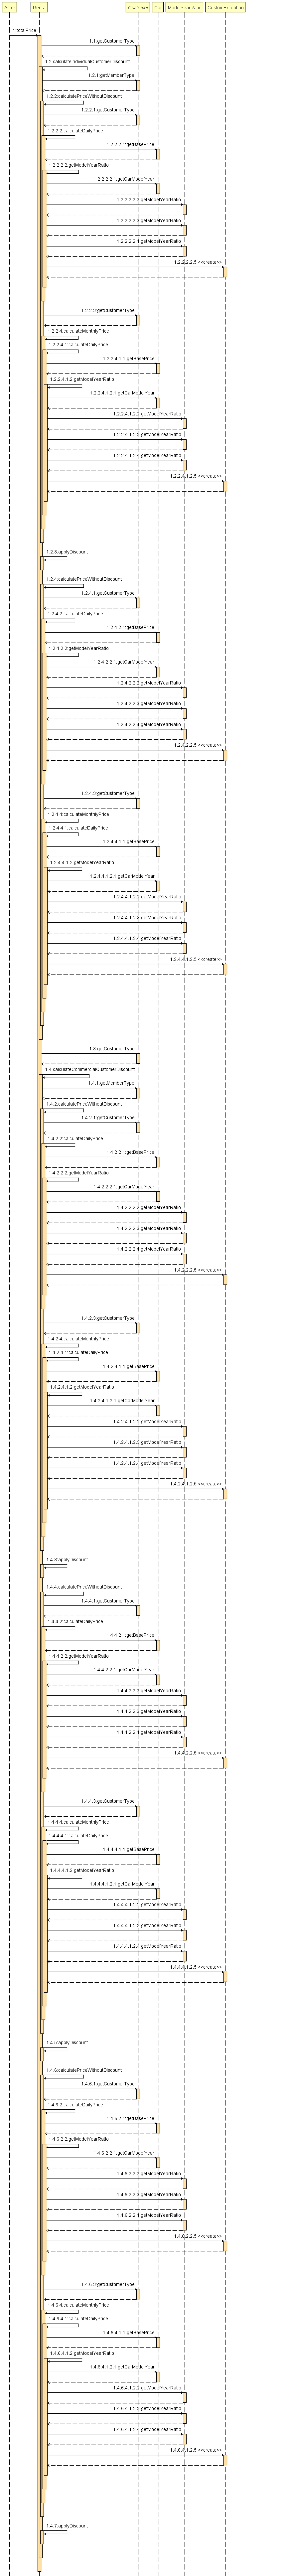 Actor
Rental
Customer
Car
ModelYearRatio
CustomException
1:totalPrice
1.1:getCustomerType
1.2:calculateIndividualCustomerDiscount
1.2.1:getMemberType
1.2.2:calculatePriceWithoutDiscount
1.2.2.1:getCustomerType
1.2.2.2:calculateDailyPrice
1.2.2.2.1:getBasePrice
1.2.2.2.2:getModelYearRatio
1.2.2.2.2.1:getCarModelYear
1.2.2.2.2.2:getModelYearRatio
1.2.2.2.2.3:getModelYearRatio
1.2.2.2.2.4:getModelYearRatio
1.2.2.2.2.5:<<create>>
1.2.2.3:getCustomerType
1.2.2.4:calculateMonthlyPrice
1.2.2.4.1:calculateDailyPrice
1.2.2.4.1.1:getBasePrice
1.2.2.4.1.2:getModelYearRatio
1.2.2.4.1.2.1:getCarModelYear
1.2.2.4.1.2.2:getModelYearRatio
1.2.2.4.1.2.3:getModelYearRatio
1.2.2.4.1.2.4:getModelYearRatio
1.2.2.4.1.2.5:<<create>>
1.2.3:applyDiscount
1.2.4:calculatePriceWithoutDiscount
1.2.4.1:getCustomerType
1.2.4.2:calculateDailyPrice
1.2.4.2.1:getBasePrice
1.2.4.2.2:getModelYearRatio
1.2.4.2.2.1:getCarModelYear
1.2.4.2.2.2:getModelYearRatio
1.2.4.2.2.3:getModelYearRatio
1.2.4.2.2.4:getModelYearRatio
1.2.4.2.2.5:<<create>>
1.2.4.3:getCustomerType
1.2.4.4:calculateMonthlyPrice
1.2.4.4.1:calculateDailyPrice
1.2.4.4.1.1:getBasePrice
1.2.4.4.1.2:getModelYearRatio
1.2.4.4.1.2.1:getCarModelYear
1.2.4.4.1.2.2:getModelYearRatio
1.2.4.4.1.2.3:getModelYearRatio
1.2.4.4.1.2.4:getModelYearRatio
1.2.4.4.1.2.5:<<create>>
1.3:getCustomerType
1.4:calculateCommercialCustomerDiscount
1.4.1:getMemberType
1.4.2:calculatePriceWithoutDiscount
1.4.2.1:getCustomerType
1.4.2.2:calculateDailyPrice
1.4.2.2.1:getBasePrice
1.4.2.2.2:getModelYearRatio
1.4.2.2.2.1:getCarModelYear
1.4.2.2.2.2:getModelYearRatio
1.4.2.2.2.3:getModelYearRatio
1.4.2.2.2.4:getModelYearRatio
1.4.2.2.2.5:<<create>>
1.4.2.3:getCustomerType
1.4.2.4:calculateMonthlyPrice
1.4.2.4.1:calculateDailyPrice
1.4.2.4.1.1:getBasePrice
1.4.2.4.1.2:getModelYearRatio
1.4.2.4.1.2.1:getCarModelYear
1.4.2.4.1.2.2:getModelYearRatio
1.4.2.4.1.2.3:getModelYearRatio
1.4.2.4.1.2.4:getModelYearRatio
1.4.2.4.1.2.5:<<create>>
1.4.3:applyDiscount
1.4.4:calculatePriceWithoutDiscount
1.4.4.1:getCustomerType
1.4.4.2:calculateDailyPrice
1.4.4.2.1:getBasePrice
1.4.4.2.2:getModelYearRatio
1.4.4.2.2.1:getCarModelYear
1.4.4.2.2.2:getModelYearRatio
1.4.4.2.2.3:getModelYearRatio
1.4.4.2.2.4:getModelYearRatio
1.4.4.2.2.5:<<create>>
1.4.4.3:getCustomerType
1.4.4.4:calculateMonthlyPrice
1.4.4.4.1:calculateDailyPrice
1.4.4.4.1.1:getBasePrice
1.4.4.4.1.2:getModelYearRatio
1.4.4.4.1.2.1:getCarModelYear
1.4.4.4.1.2.2:getModelYearRatio
1.4.4.4.1.2.3:getModelYearRatio
1.4.4.4.1.2.4:getModelYearRatio
1.4.4.4.1.2.5:<<create>>
1.4.5:applyDiscount
1.4.6:calculatePriceWithoutDiscount
1.4.6.1:getCustomerType
1.4.6.2:calculateDailyPrice
1.4.6.2.1:getBasePrice
1.4.6.2.2:getModelYearRatio
1.4.6.2.2.1:getCarModelYear
1.4.6.2.2.2:getModelYearRatio
1.4.6.2.2.3:getModelYearRatio
1.4.6.2.2.4:getModelYearRatio
1.4.6.2.2.5:<<create>>
1.4.6.3:getCustomerType
1.4.6.4:calculateMonthlyPrice
1.4.6.4.1:calculateDailyPrice
1.4.6.4.1.1:getBasePrice
1.4.6.4.1.2:getModelYearRatio
1.4.6.4.1.2.1:getCarModelYear
1.4.6.4.1.2.2:getModelYearRatio
1.4.6.4.1.2.3:getModelYearRatio
1.4.6.4.1.2.4:getModelYearRatio
1.4.6.4.1.2.5:<<create>>
1.4.7:applyDiscount